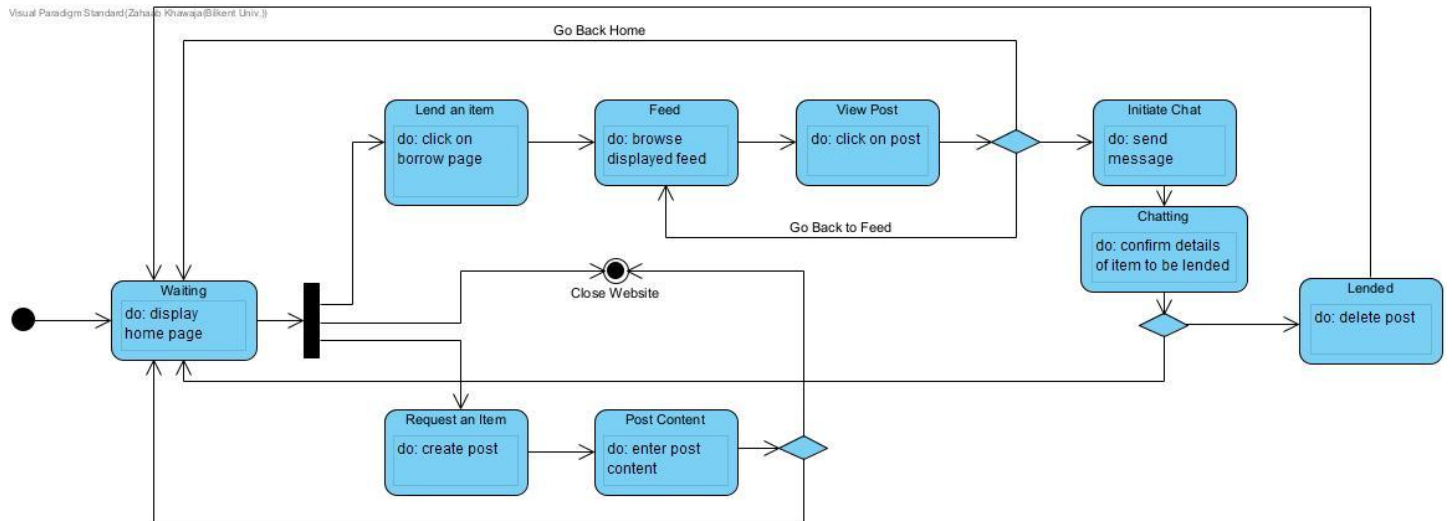 Visual Paradigm Standard(Zahaab Khawaja(Bilkent Univ.))
Go Back Home
Lend an item
do: click on
borrow page
Feed
do: browse
displayed feed
View Post
do: click on post
Initiate Chat
do: send
message
Go Back to Feed
Chatting
do: confirm details
of item to be lended
Close Website
Waiting
do: display
home page
Lended
do: delete post
Request an Item
do: create post
Post Content
do: enter post
content